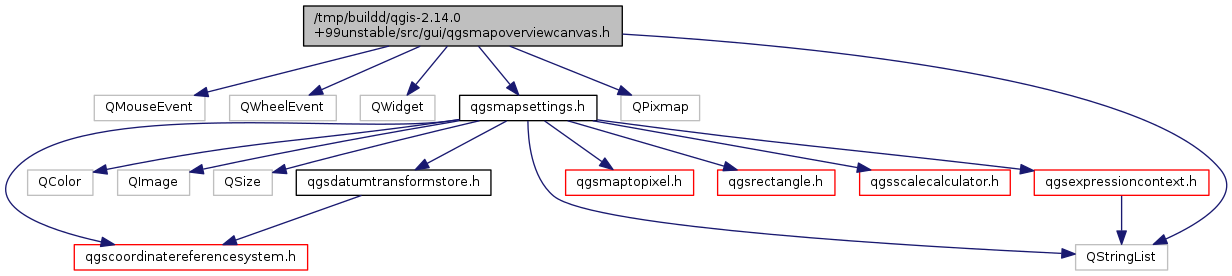 /tmp/buildd/qgis-2.14.0
+99unstable/src/gui/qgsmapoverviewcanvas.h
QMouseEvent
QWheelEvent
QWidget
qgsmapsettings.h
QPixmap
QColor
QImage
QSize
qgsdatumtransformstore.h
qgsmaptopixel.h
qgsrectangle.h
qgsscalecalculator.h
qgsexpressioncontext.h
qgscoordinatereferencesystem.h
QStringList